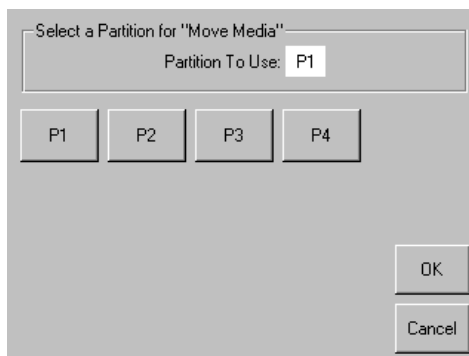 Select a Partition for "Move Media"
Partition To Use: P1
P1 P2 P3 P4
OK
Cancel